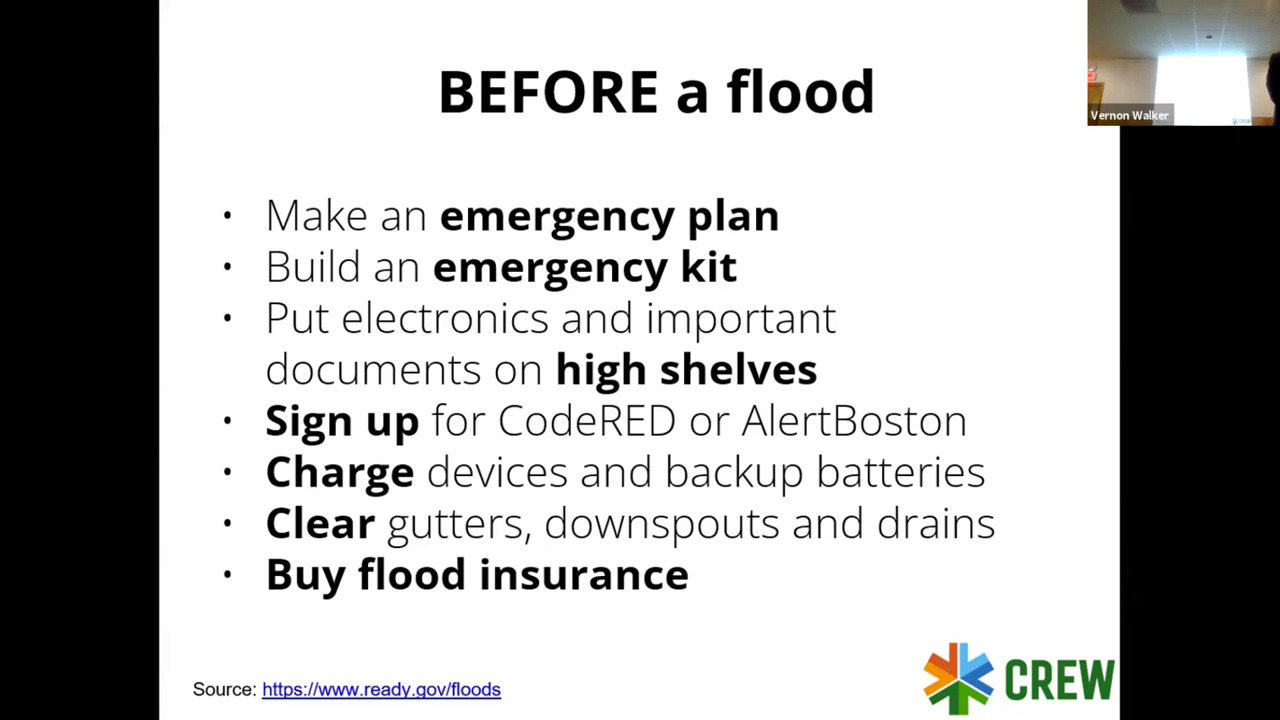 BEFORE a flood
Vernon Walker
• Make an emergency plan
• Build an emergency kit
• Put electronics and important
documents on high shelves
• Sign up for CodeRED or AlertBoston
• Charge devices and backup batteries
• Clear gutters, downspouts and drains
• Buy flood insurance
Source: https://www.ready.gov/floods
CREW